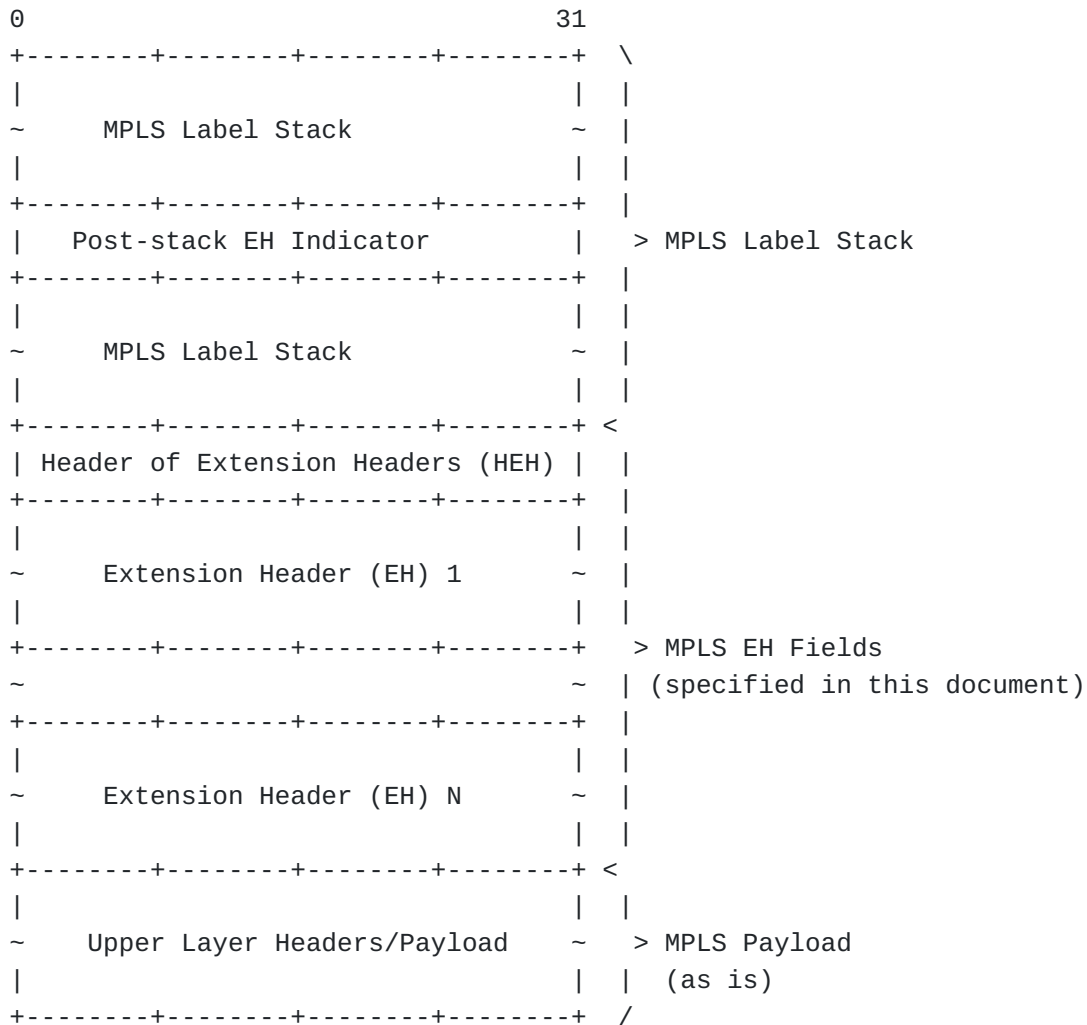 0                                  31
+--------+--------+--------+--------+  \
|                                   |  |
~     MPLS Label Stack              ~  |
|                                   |  |
+--------+--------+--------+--------+  |
|   Post-stack EH Indicator         |   > MPLS Label Stack
+--------+--------+--------+--------+  |
|                                   |  |
~     MPLS Label Stack              ~  |
|                                   |  |
+--------+--------+--------+--------+ <
| Header of Extension Headers (HEH) |  |
+--------+--------+--------+--------+  |
|                                   |  |
~     Extension Header (EH) 1       ~  |
|                                   |  |
+--------+--------+--------+--------+   > MPLS EH Fields
~                                   ~  | (specified in this document)
+--------+--------+--------+--------+  |
|                                   |  |
~     Extension Header (EH) N       ~  |
|                                   |  |
+--------+--------+--------+--------+ <
|                                   |  |
~    Upper Layer Headers/Payload    ~   > MPLS Payload
|                                   |  |  (as is)
+--------+--------+--------+--------+  /